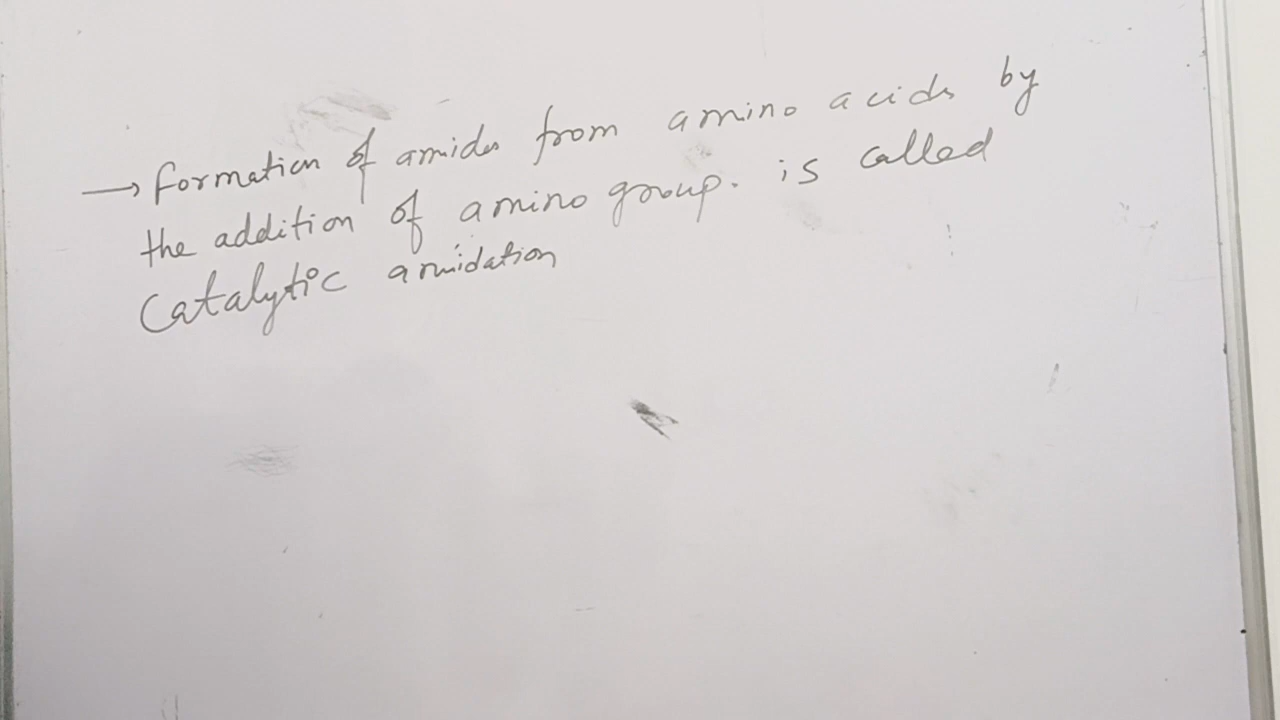 → Formation of amides from amino acids by
the addition of amino group. is called
Catalytic amidation